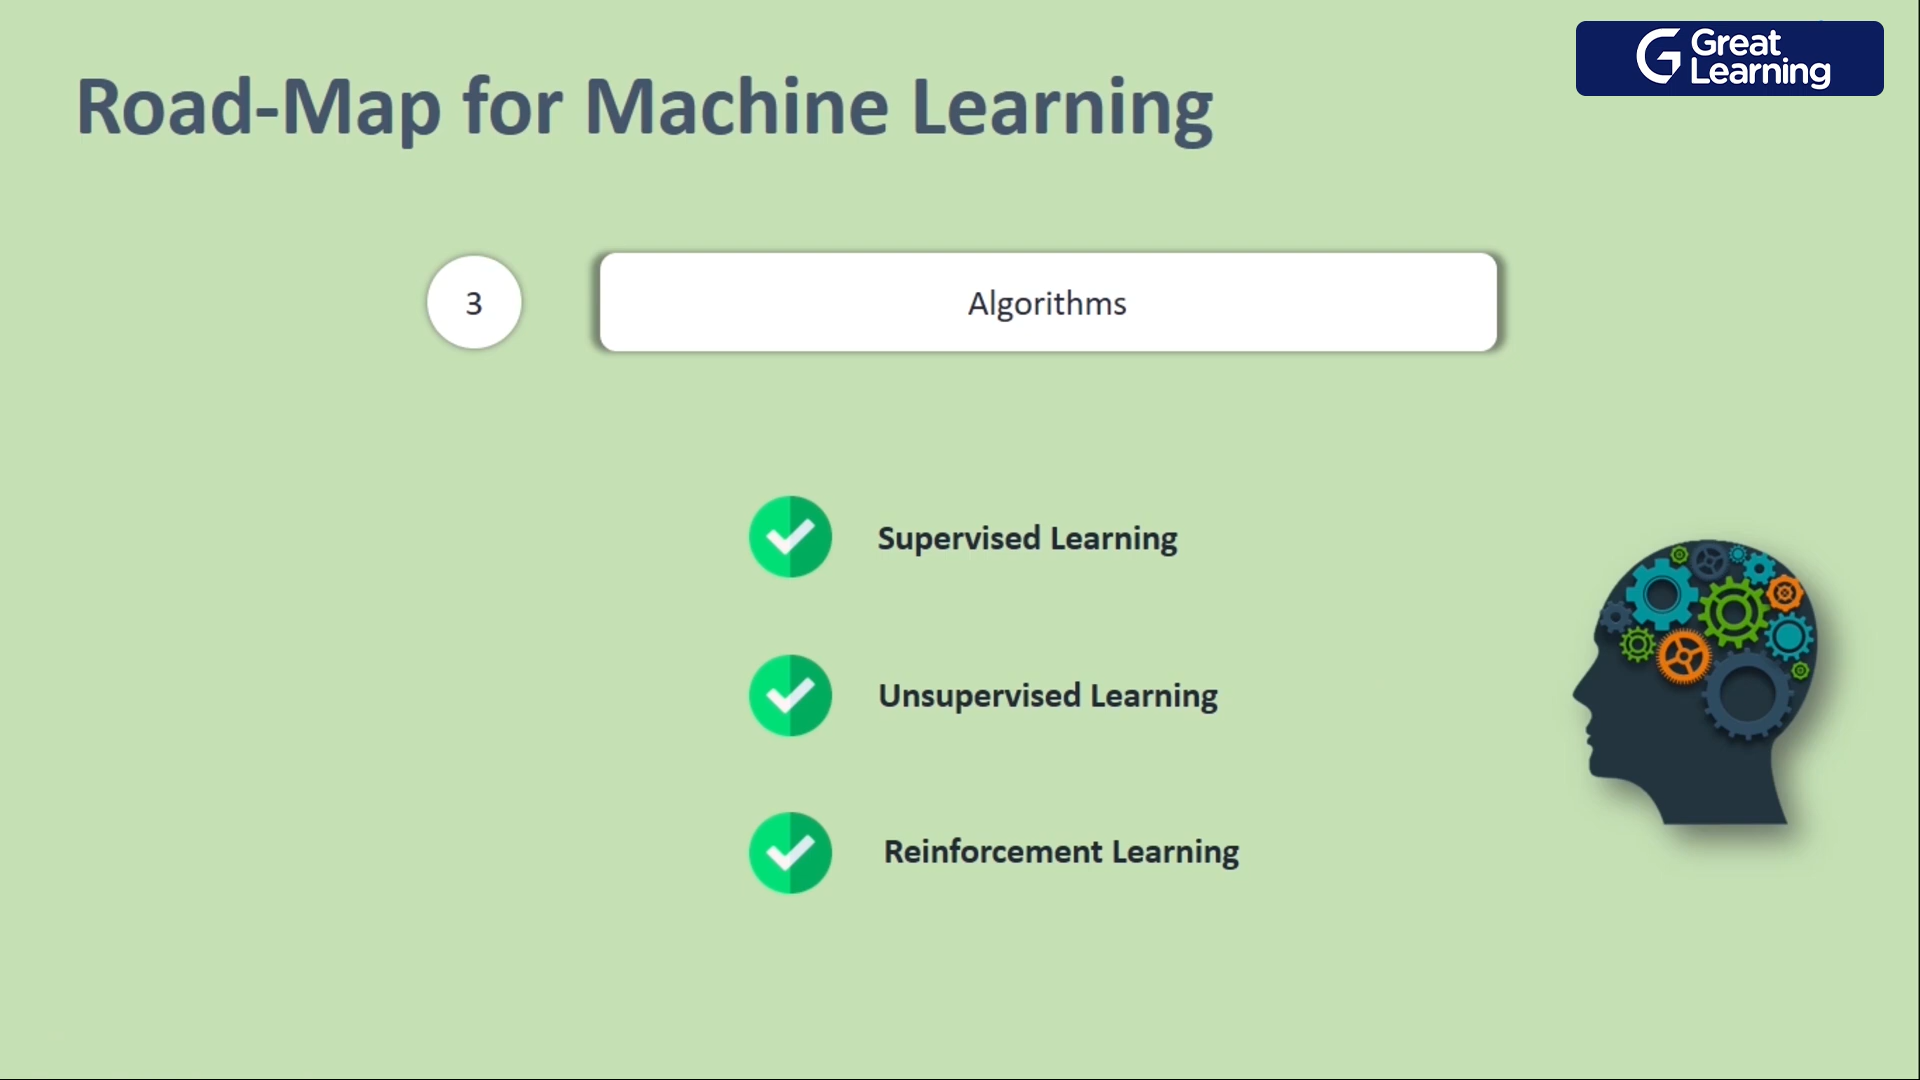 Great
Learning
Road-Map for Machine Learning
3
Algorithms
Supervised Learning
Unsupervised Learning
Reinforcement Learning